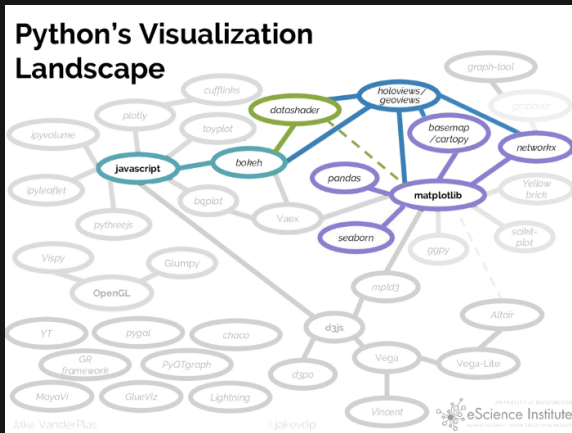 Python's Visualization
Landscape
cufflinks
plotly
ipyvolume
toyplot
datashader
holoviews/
geoviews
graph-tool
graphviz
basemap
/cartopy
networkx
javascript
bokeh
pandas
matplotlib
ipyleaflet
bqplot
Vaex
Yellow
brick
pythreejs
seaborn
ggpy
scikit-
plot
Vispy
Glumpy
OpenGL
mpld3
Altair
YT
pygal
chaco
d3js
GR
framework
PyQTgraph
d3po
Vega
Vega-Lite
MayaVi
GlueViz
Lightning
Vincent
eScience Institute
Jake VanderPlas
@jakevdp